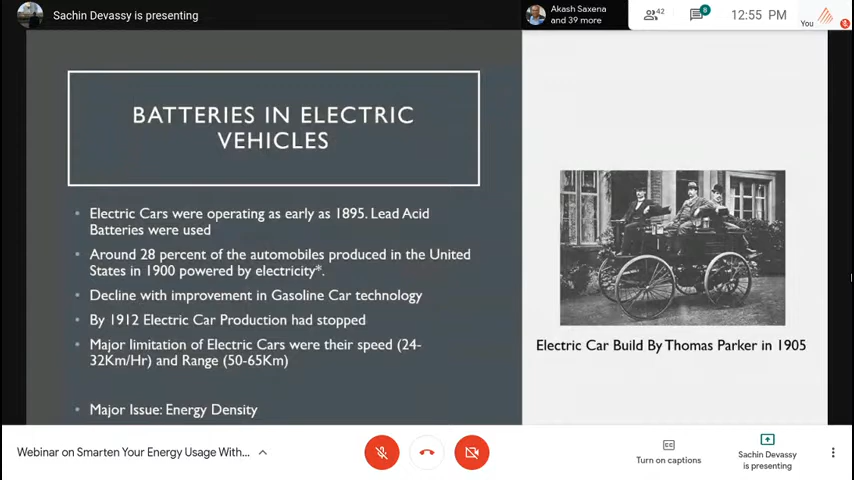 Sachin Devassy is presenting
Akash Saxena
and 39 more
42
8
12:55 PM
You
BATTERIES IN ELECTRIC
VEHICLES
• Electric Cars were operating as early as 1895. Lead Acid
Batteries were used
• Around 28 percent of the automobiles produced in the United
States in 1900 powered by electricity*.
• Decline with improvement in Gasoline Car technology
• By 1912 Electric Car Production had stopped
• Major limitation of Electric Cars were their speed (24-
32Km/Hr) and Range (50-65Km)
• Major Issue: Energy Density
Electric Car Build By Thomas Parker in 1905
Webinar on Smarten Your Energy Usage With...
Turn on captions
Sachin Devassy
is presenting